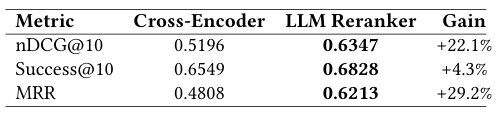 Metric Cross-Encoder LLM Reranker Gain
nDCG@10 0.5196 0.6347 +22.1%
Success@10 0.6549 0.6828 +4.3%
MRR 0.4808 0.6213 +29.2%